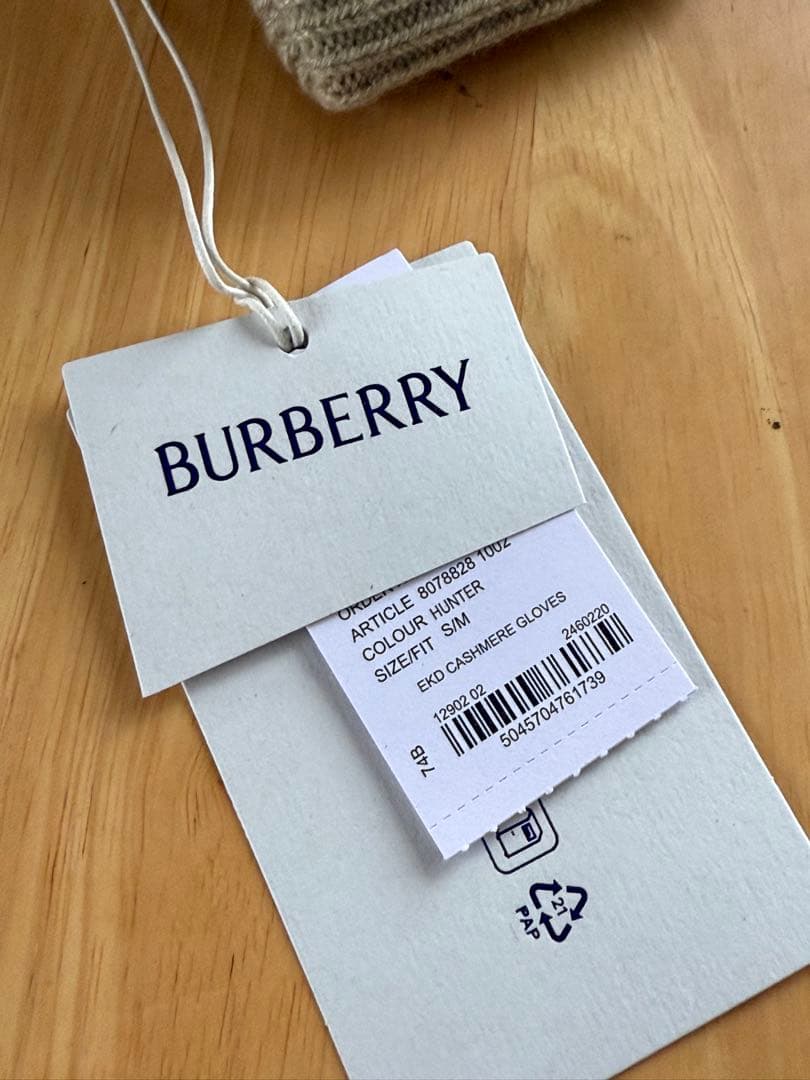 BURBERRY
ARTICLE 8078828 1002
COLOUR HUNTER
SIZE/FIT S/M
EKD CASHMERE GLOVES
12902 02 2460220
5045704761739
74B
21
PAP